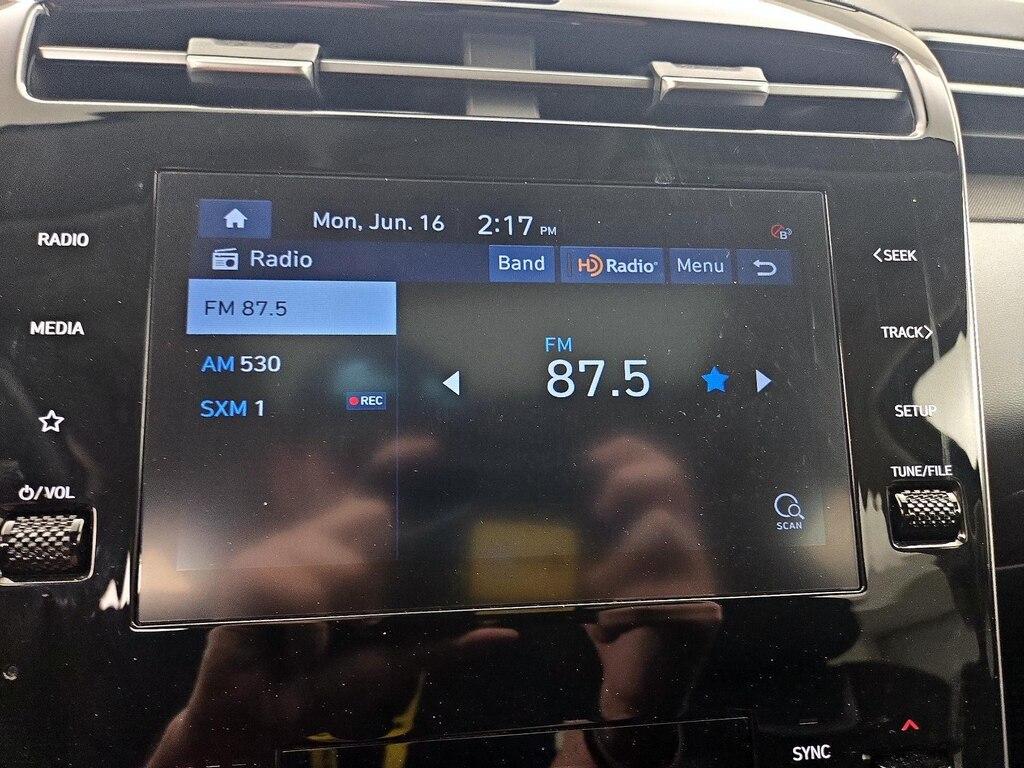 Mon, Jun. 16 2:17 PM
B
RADIO
Radio Band HD Radio® Menu
<SEEK
FM 87.5
MEDIA
TRACK>
FM
AM 530
87.5
SXM 1 REC
SETUP
TUNE/FILE
/VOL
SCAN
SYNC